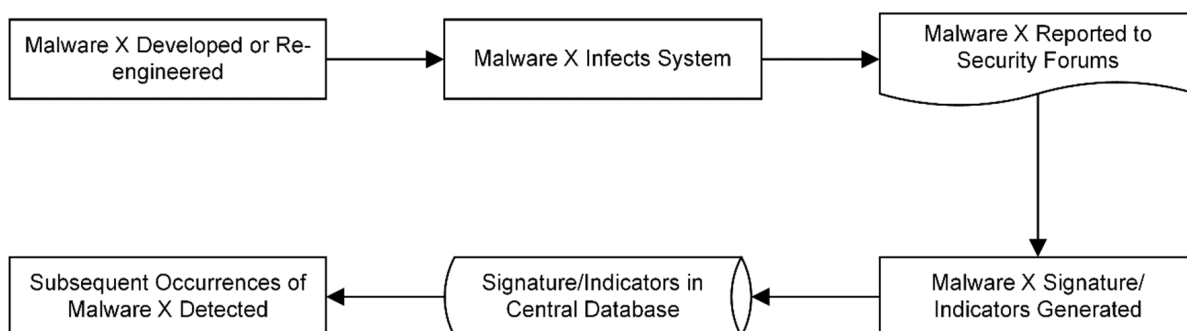 Malware X Developed or Re-
engineered
Malware X Infects System
Malware X Reported to
Security Forums
Malware X Signature/
Indicators Generated
Signature/Indicators in
Central Database
Subsequent Occurrences of
Malware X Detected